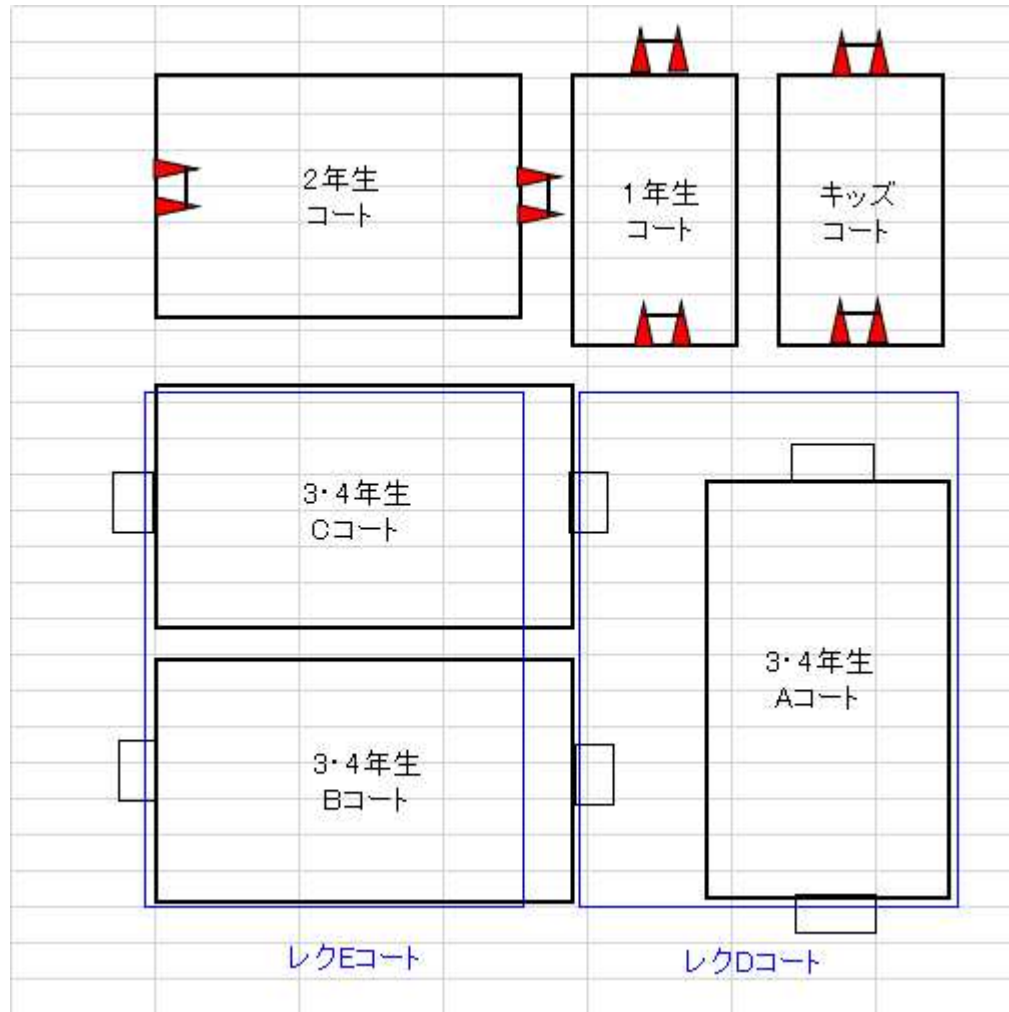 2年生
コート
1年生
コート
キッズ
コート
3・4年生
Cコート
3・4年生
Aコート
3・4年生
Bコート
レクEコート
レクDコート